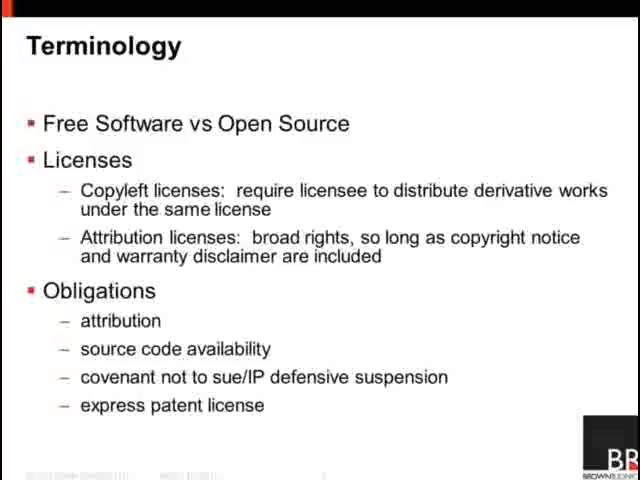 Terminology
Free Software vs Open Source
Licenses
– Copyleft licenses: require licensee to distribute derivative works
under the same license
– Attribution licenses: broad rights, so long as copyright notice
and warranty disclaimer are included
Obligations
– attribution
– source code availability
– covenant not to sue/IP defensive suspension
– express patent license
BR